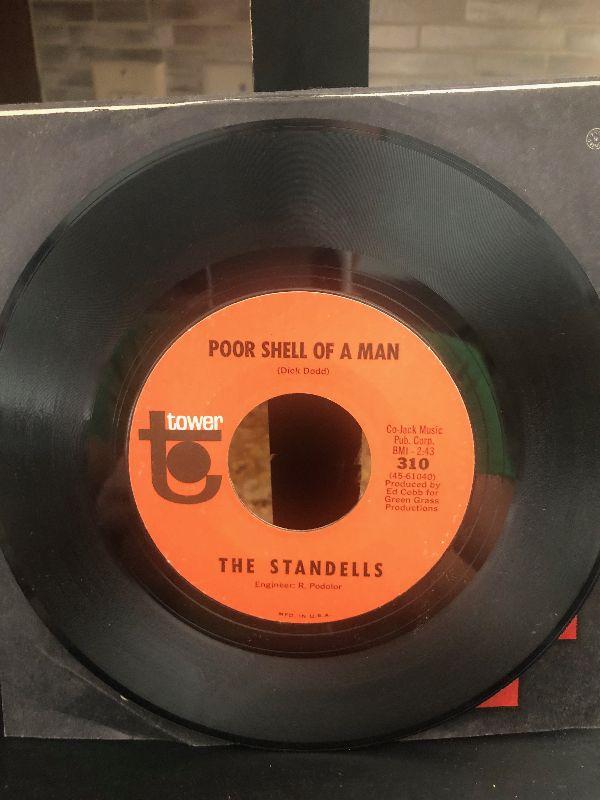 POOR SHELL OF A MAN
(Dick Dodd)
tower
t
Co-Jack Music
Pub. Corp.
BMI - 2:43
310
(45-61040)
Produced by
Ed Cobb for
Green Grass
Productions
THE STANDELLS
Engineer: R. Podolor
MFD. IN U.S.A.